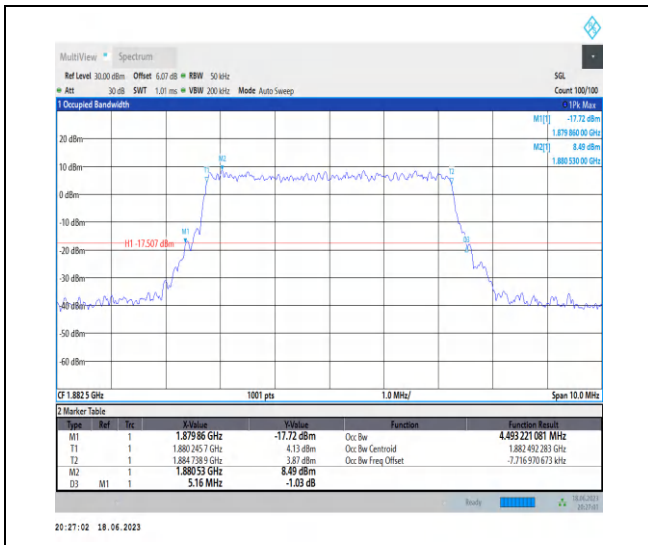 MultiView Spectrum
Ref Level 30.00 dBm Offset 6.07 dB RBW 50 kHz SGL
Att 30 dB SWT 1.01 ms VBW 200 kHz Mode Auto Sweep Count 100/100
1 Occupied Bandwidth 1Pk Max
M1[1] -17.72 dBm
1.879 860 00 GHz
20 dBm
M2[1] 8.49 dBm
1.880 530 00 GHz
M2
10 dBm
T1 T2
0 dBm
-10 dBm
M1
H1 -17.507 dBm
D3
-20 dBm
-30 dBm
-40 dBm
-50 dBm
-60 dBm
CF 1.882 5 GHz 1001 pts 1.0 MHz/ Span 10.0 MHz
2 Marker Table
Type Ref Trc X-Value Y-Value Function Function Result
M1 1 1.879 86 GHz -17.72 dBm Occ Bw 4.493 221 081 MHz
T1 1 1.880 245 7 GHz 4.13 dBm Occ Bw Centroid 1.882 492 283 GHz
T2 1 1.884 738 9 GHz 3.87 dBm Occ Bw Freq Offset -7.716 970 673 kHz
M2 1 1.880 53 GHz 8.49 dBm
D3 M1 1 5.16 MHz -1.03 dB
Ready 18.06.2023
20:27:02
20:27:02 18.06.2023